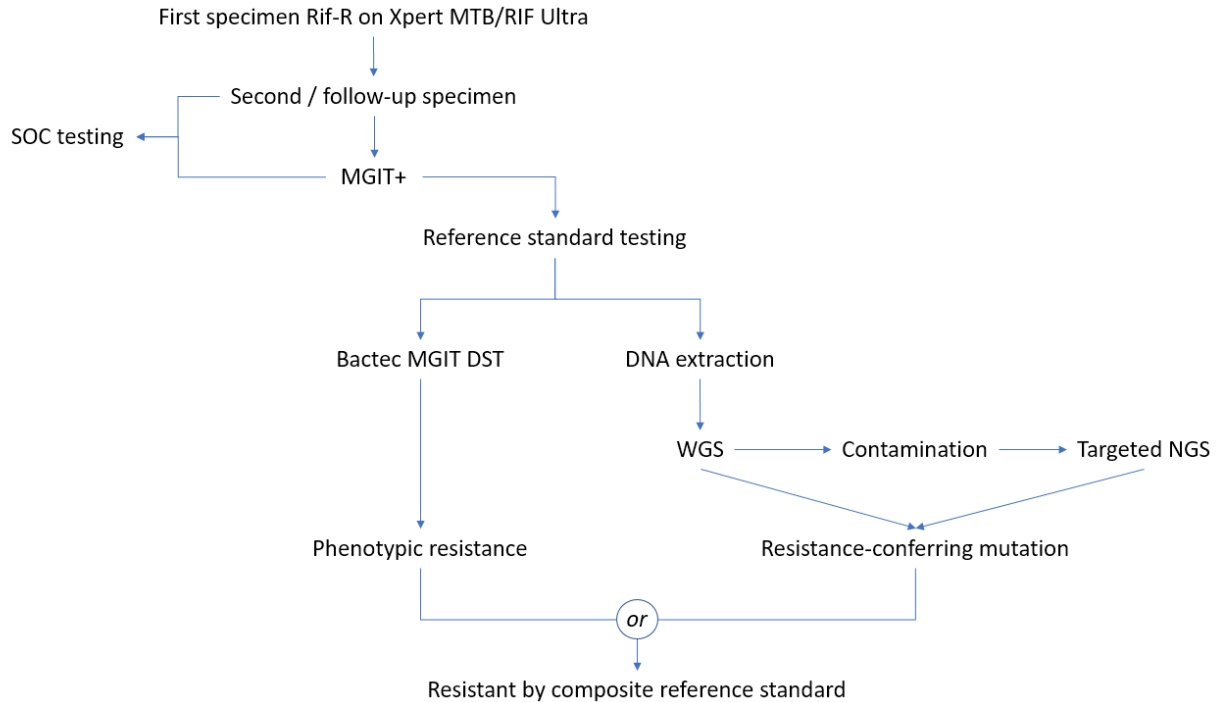 First specimen Rif-R on Xpert MTB/RIF Ultra
Second / follow-up specimen
SOC testing
MGIT+
Reference standard testing
Bactec MGIT DST
DNA extraction
WGS
Contamination
Targeted NGS
Phenotypic resistance
Resistance-conferring mutation
or
Resistant by composite reference standard